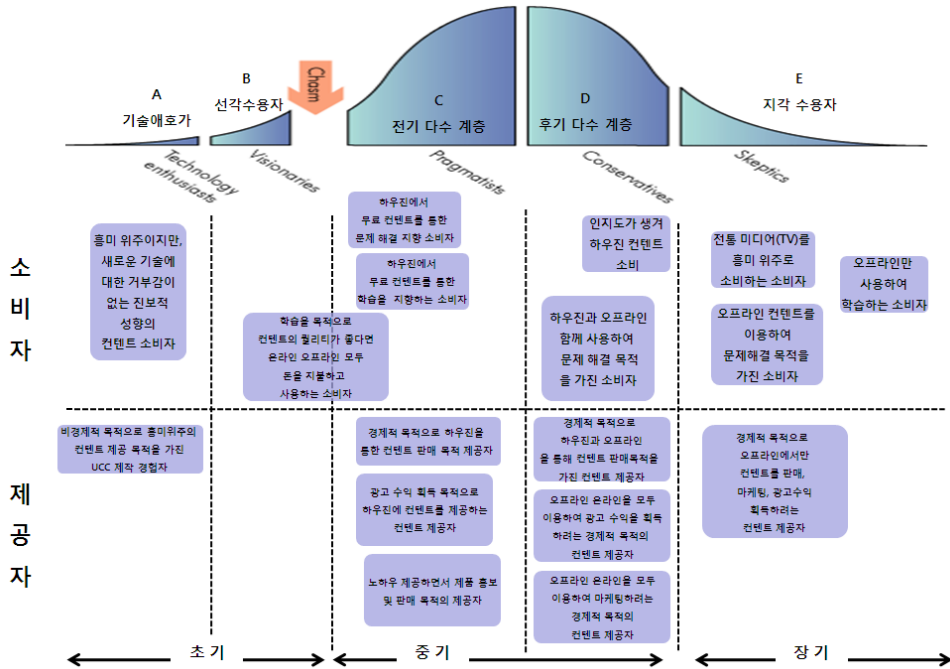 A
기술애호가
B
선각수용자
Chasm
C
전기 다수 계층
D
후기 다수 계층
E
지각 수용자
Technology
enthusiasts
Visionaries
Pragmatists
Conservatives
Skeptics
소
비
자
흥미 위주이지만,
새로운 기술에
대한 거부감이
없는 진보적
성향의
컨텐트 소비자
학습을 목적으로
컨텐트의 퀄리티가 좋다면
온라인 오프라인 모두
돈을 지불하고
사용하는 소비자
하우진에서
무료 컨텐트를 통한
문제 해결 지향 소비자
하우진에서
무료 컨텐트를 통한
학습을 지향하는 소비자
인지도가 생겨
하우진 컨텐트
소비
하우진과 오프라인
함께 사용하여
문제 해결 목적
을 가진 소비자
전통 미디어(TV)를
흥미 위주로
소비하는 소비자
오프라인 컨텐트를
이용하여
문제해결 목적을
가진 소비자
오프라인만
사용하여
학습하는 소비자
제
공
자
비경제적 목적으로 흥미위주의
컨텐트 제공 목적을 가진
UCC 제작 경험자
경제적 목적으로 하우진을
통한 컨텐트 판매 목적 제공자
광고 수익 획득 목적으로
하우진에 컨텐트를 제공하는
컨텐트 제공자
노하우 제공하면서 제품 홍보
및 판매 목적의 제공자
경제적 목적으로
하우진과 오프라인
을 통해 컨텐트 판매목적을
가진 컨텐트 제공자
오프라인 온라인을 모두
이용하여 광고 수익을 획득
하려는 경제적 목적의
컨텐트 제공자
오프라인 온라인을 모두
이용하여 마케팅하려는
경제적 목적의
컨텐트 제공자
경제적 목적으로
오프라인에서만
컨텐트를 판매,
마케팅, 광고수익
획득하려는
컨텐트 제공자
초 기
중 기
장 기